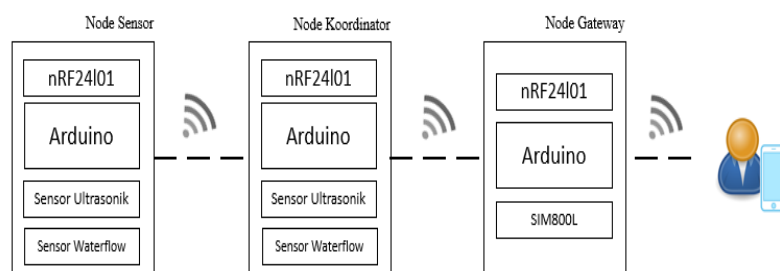 Node Sensor
nRF24l01
Arduino
Sensor Ultrasonik
Sensor Waterflow
Node Koordinator
nRF24l01
Arduino
Sensor Ultrasonik
Sensor Waterflow
Node Gateway
nRF24l01
Arduino
SIM800L